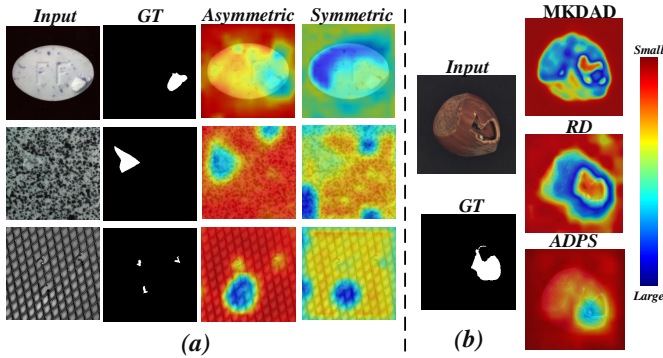 Input GT Asymmetric Symmetric
(a)
Input
GT
(b)
MKDAD
RD
ADPS
Small
Large